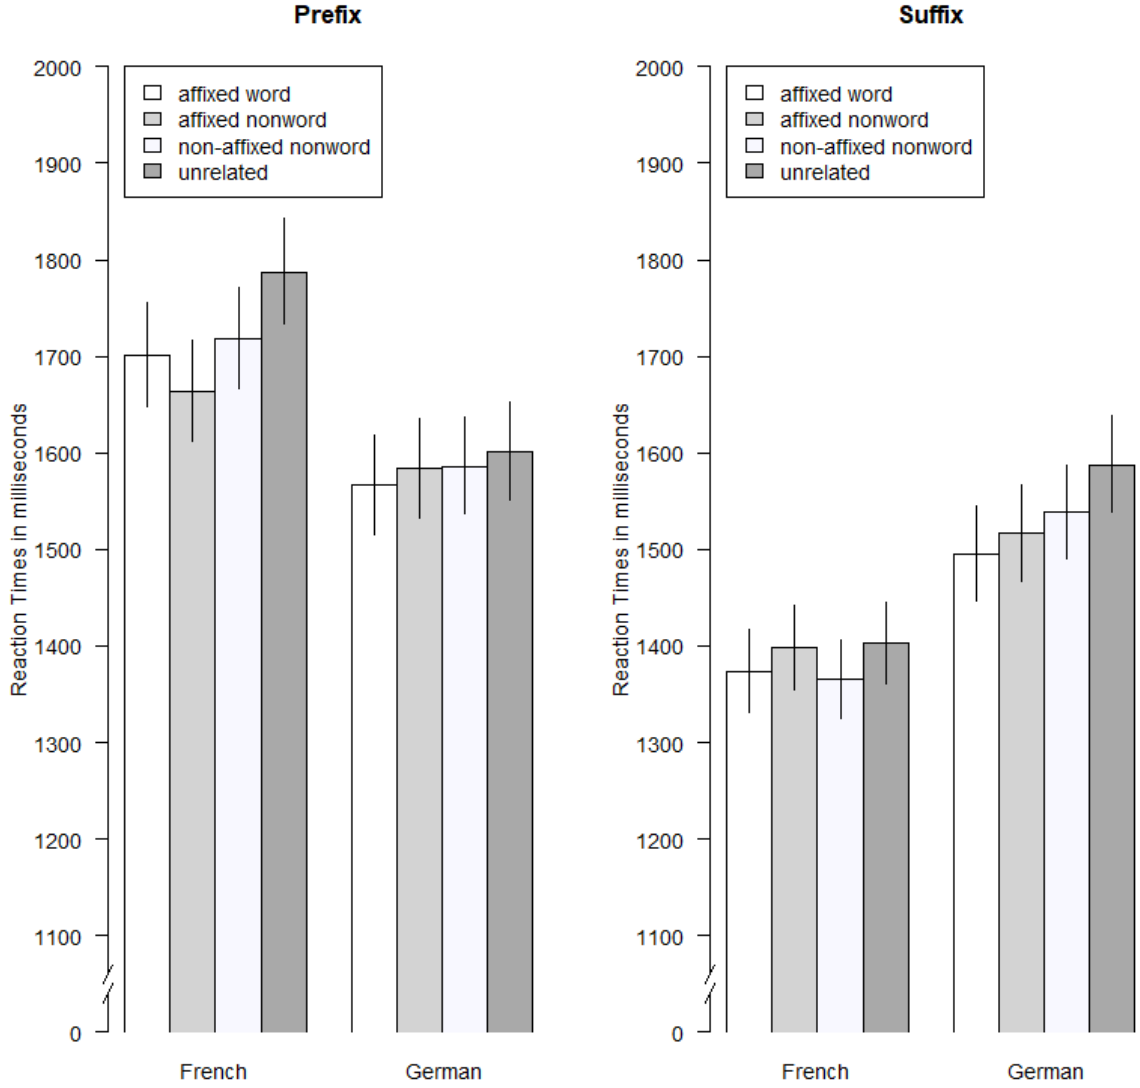 Prefix
2000
1900
1800
1700
1600
1500
1400
1300
1200
1100
0
Reaction Times in milliseconds
affixed word
affixed nonword
non-affixed nonword
unrelated
French
German
Suffix
2000
1900
1800
1700
1600
1500
1400
1300
1200
1100
0
Reaction Times in milliseconds
affixed word
affixed nonword
non-affixed nonword
unrelated
French
German